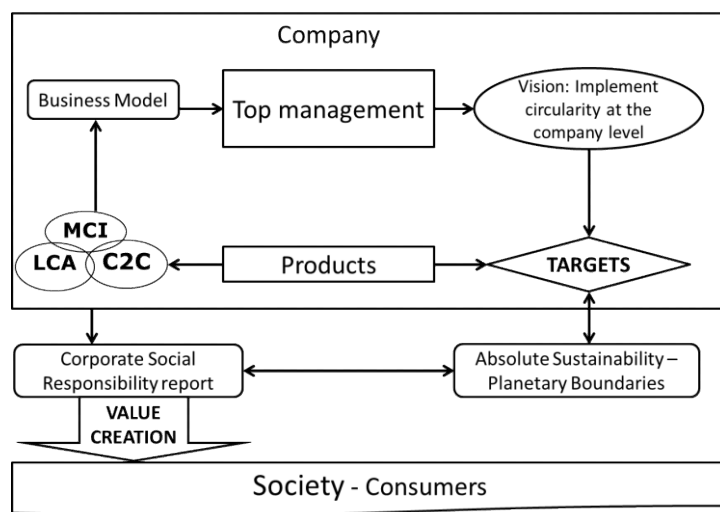 Company
Business Model
Top management
Vision: Implement
circularity at the
company level
MCI
LCA
C2C
Products
TARGETS
Corporate Social
Responsibility report
Absolute Sustainability –
Planetary Boundaries
VALUE
CREATION
Society - Consumers